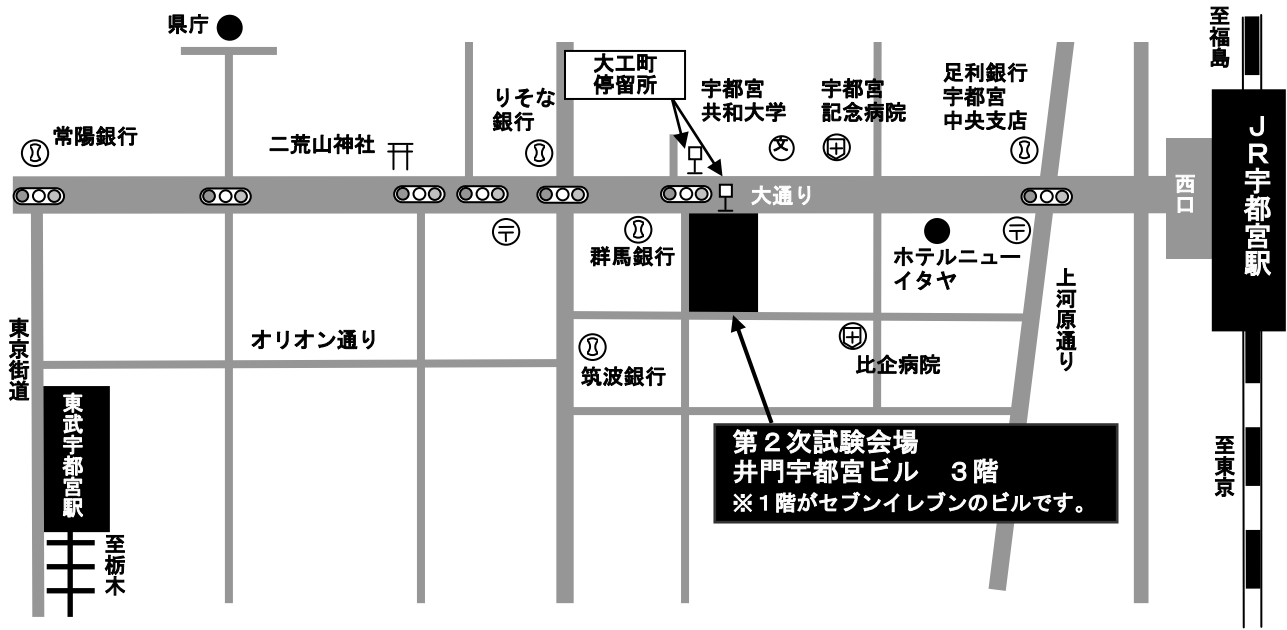 県庁
常陽銀行
二荒山神社
りそな
銀行
大工町
停留所
宇都宮
共和大学
文
宇都宮
記念病院
足利銀行
宇都宮
中央支店
至福島
JR宇都宮駅
西口
大通り
〒
群馬銀行
ホテルニュー
イタヤ
〒
上河原通り
東京街道
オリオン通り
筑波銀行
比企病院
東武宇都宮駅
至栃木
至東京
第2次試験会場
井門宇都宮ビル 3階
※1階がセブンイレブンのビルです。